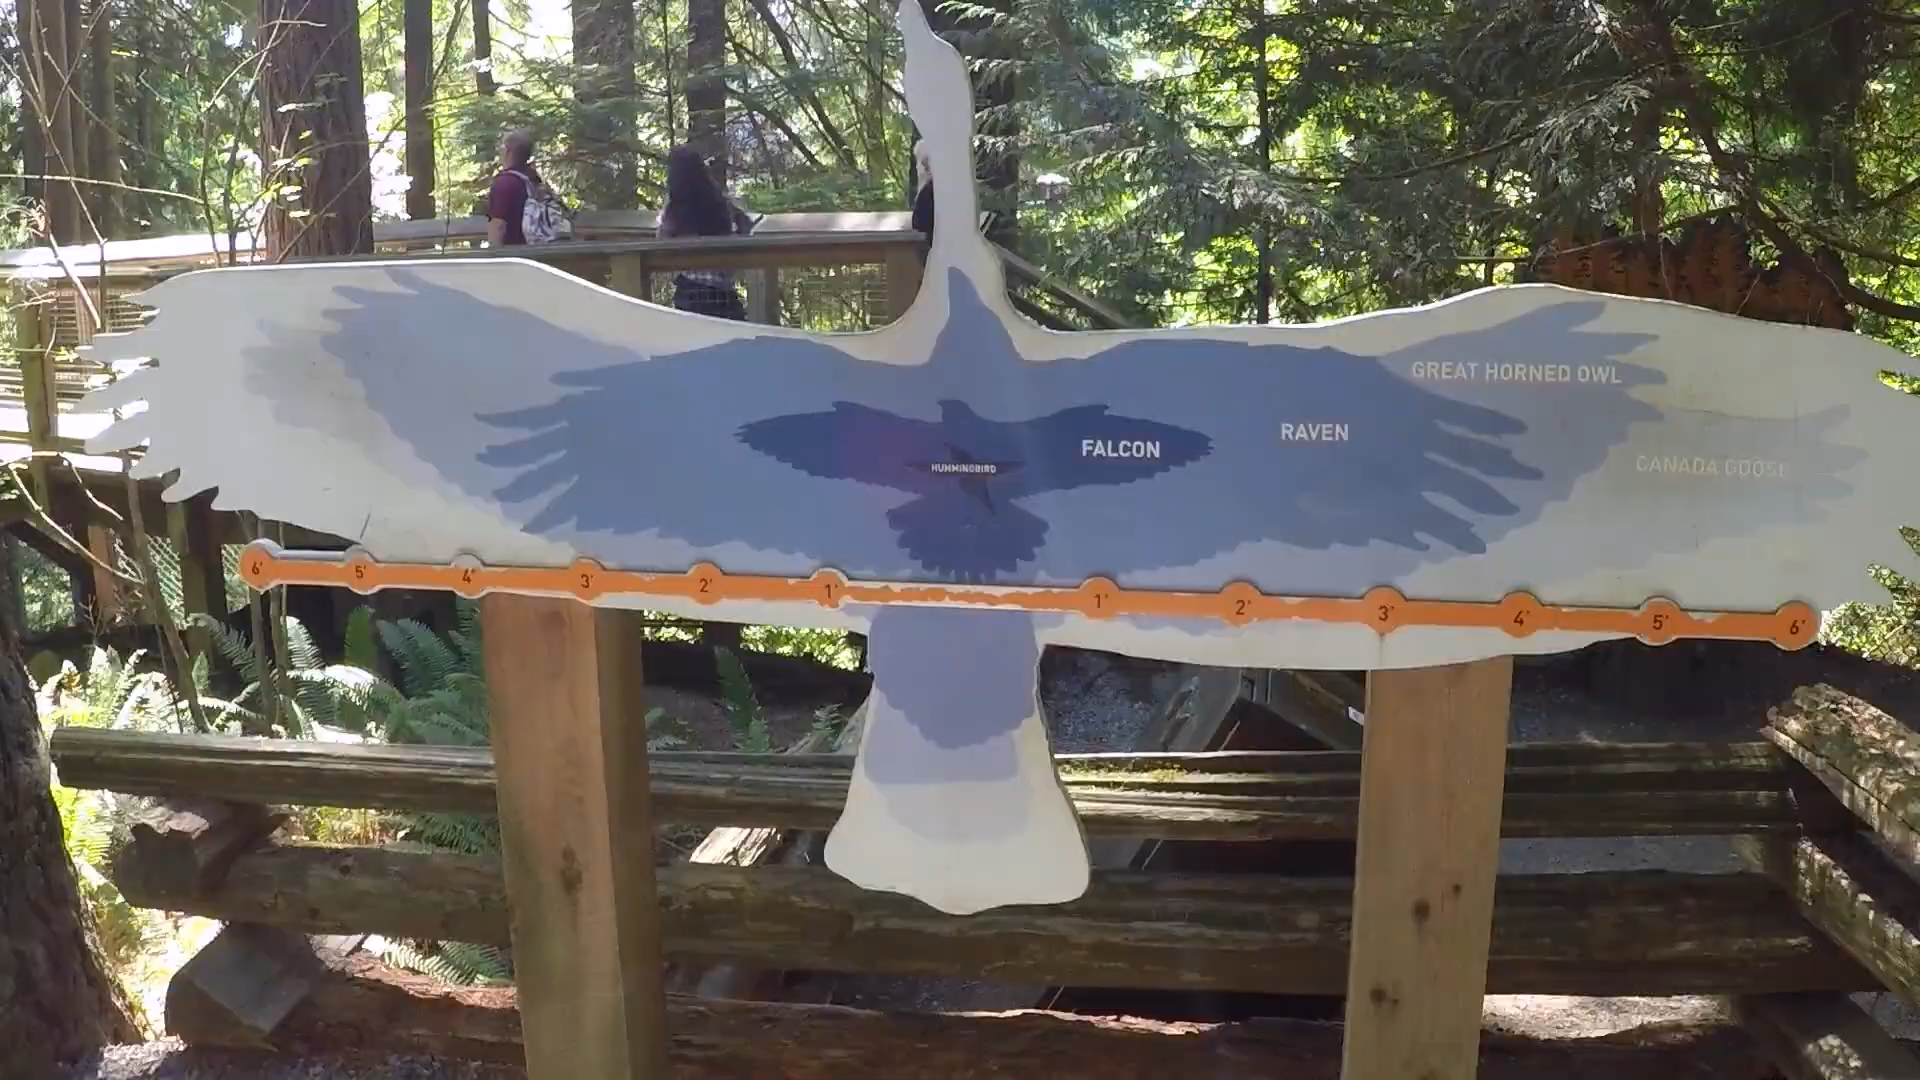 GREAT HORNED OWL
RAVEN
FALCON
CANADA GOOSE
HUMMINGBIRD
6' 5' 4' 3' 2' 1' 1' 2' 3' 4' 5' 6'